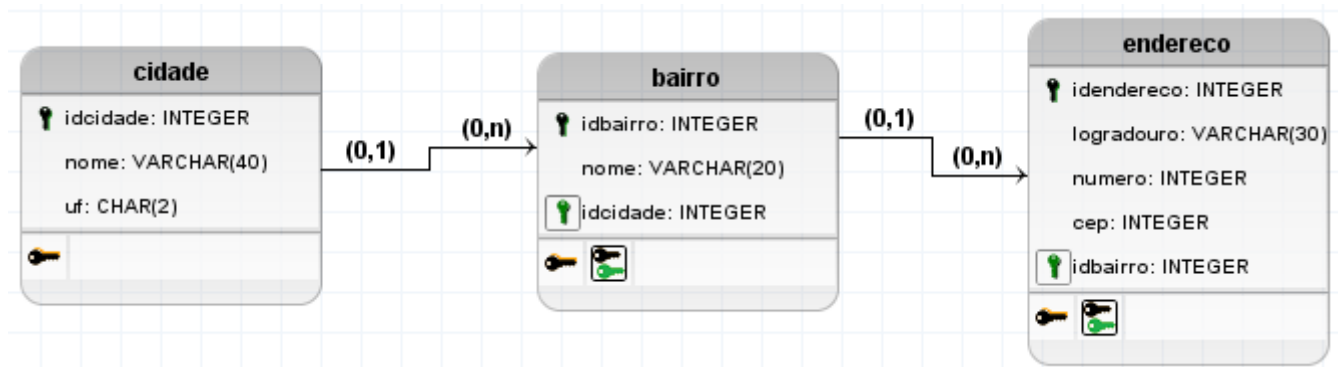 cidade
idcidade: INTEGER
nome: VARCHAR(40)
uf: CHAR(2)
(0,1)
(0,n)
bairro
idbairro: INTEGER
nome: VARCHAR(20)
idcidade: INTEGER
(0,1)
(0,n)
endereco
idendereco: INTEGER
logradouro: VARCHAR(30)
numero: INTEGER
cep: INTEGER
idbairro: INTEGER